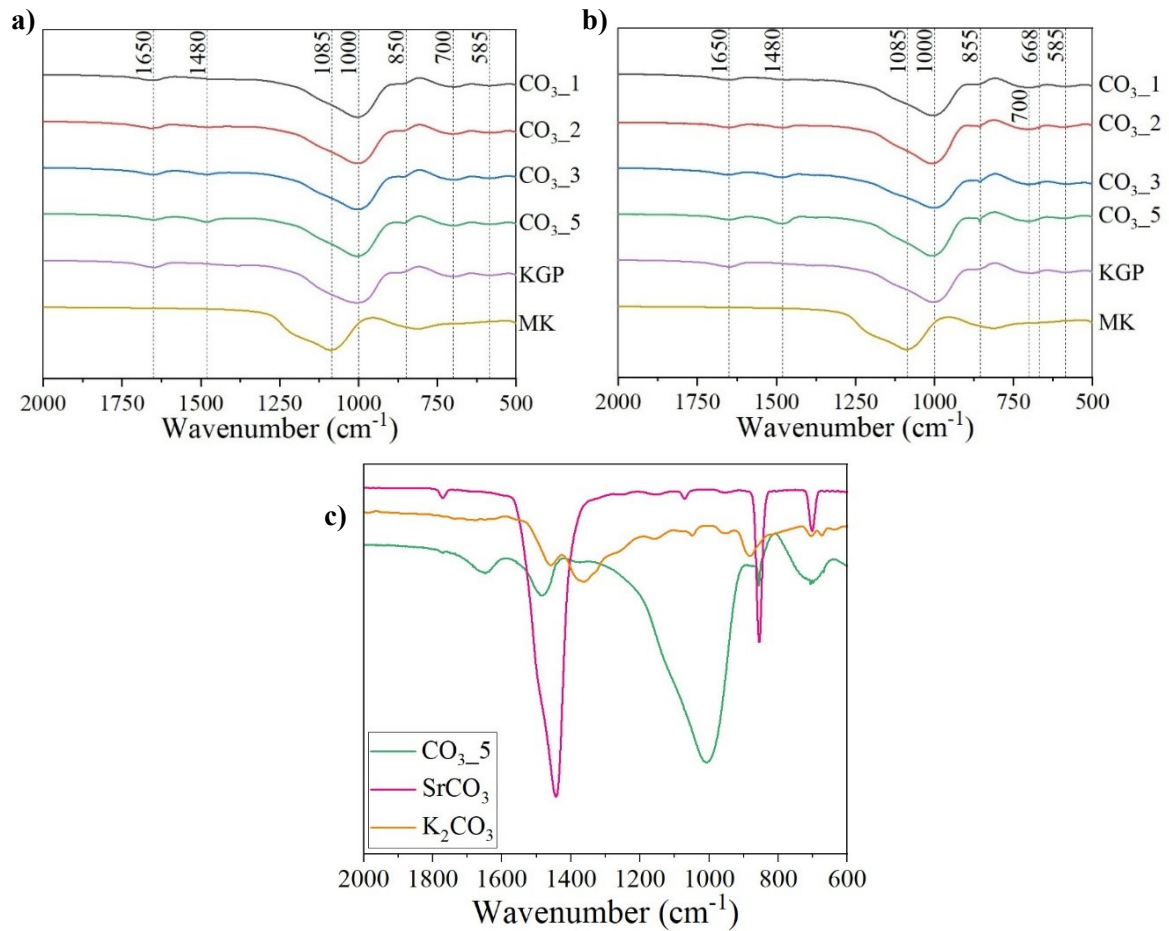 a)
1650 1480 1085 1000 850 700 585
CO₃_1
CO₃_2
CO₃_3
CO₃_5
KGP
MK
2000 1750 1500 1250 1000 750 500
Wavenumber (cm⁻¹)
b)
1650 1480 1085 1000 855 700 668 585
CO₃_1
CO₃_2
CO₃_3
CO₃_5
KGP
MK
2000 1750 1500 1250 1000 750 500
Wavenumber (cm⁻¹)
c)
CO₃_5
SrCO₃
K₂CO₃
2000 1800 1600 1400 1200 1000 800 600
Wavenumber (cm⁻¹)